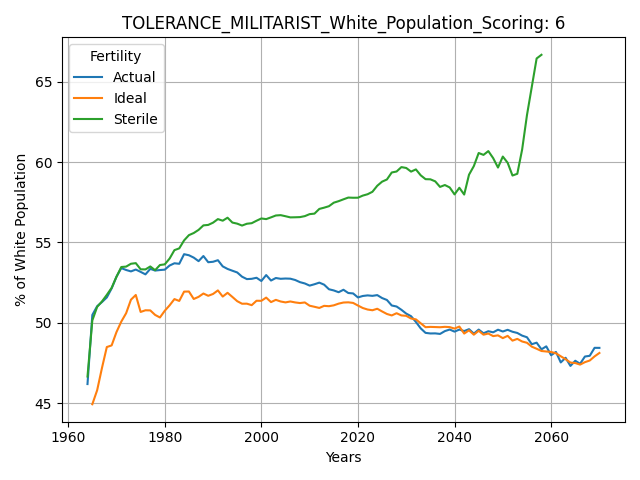 TOLERANCE_MILITARIST_White_Population_Scoring: 6
Fertility
Actual
Ideal
Sterile
% of White Population
65
60
55
50
45
1960
1980
2000
2020
2040
2060
Years